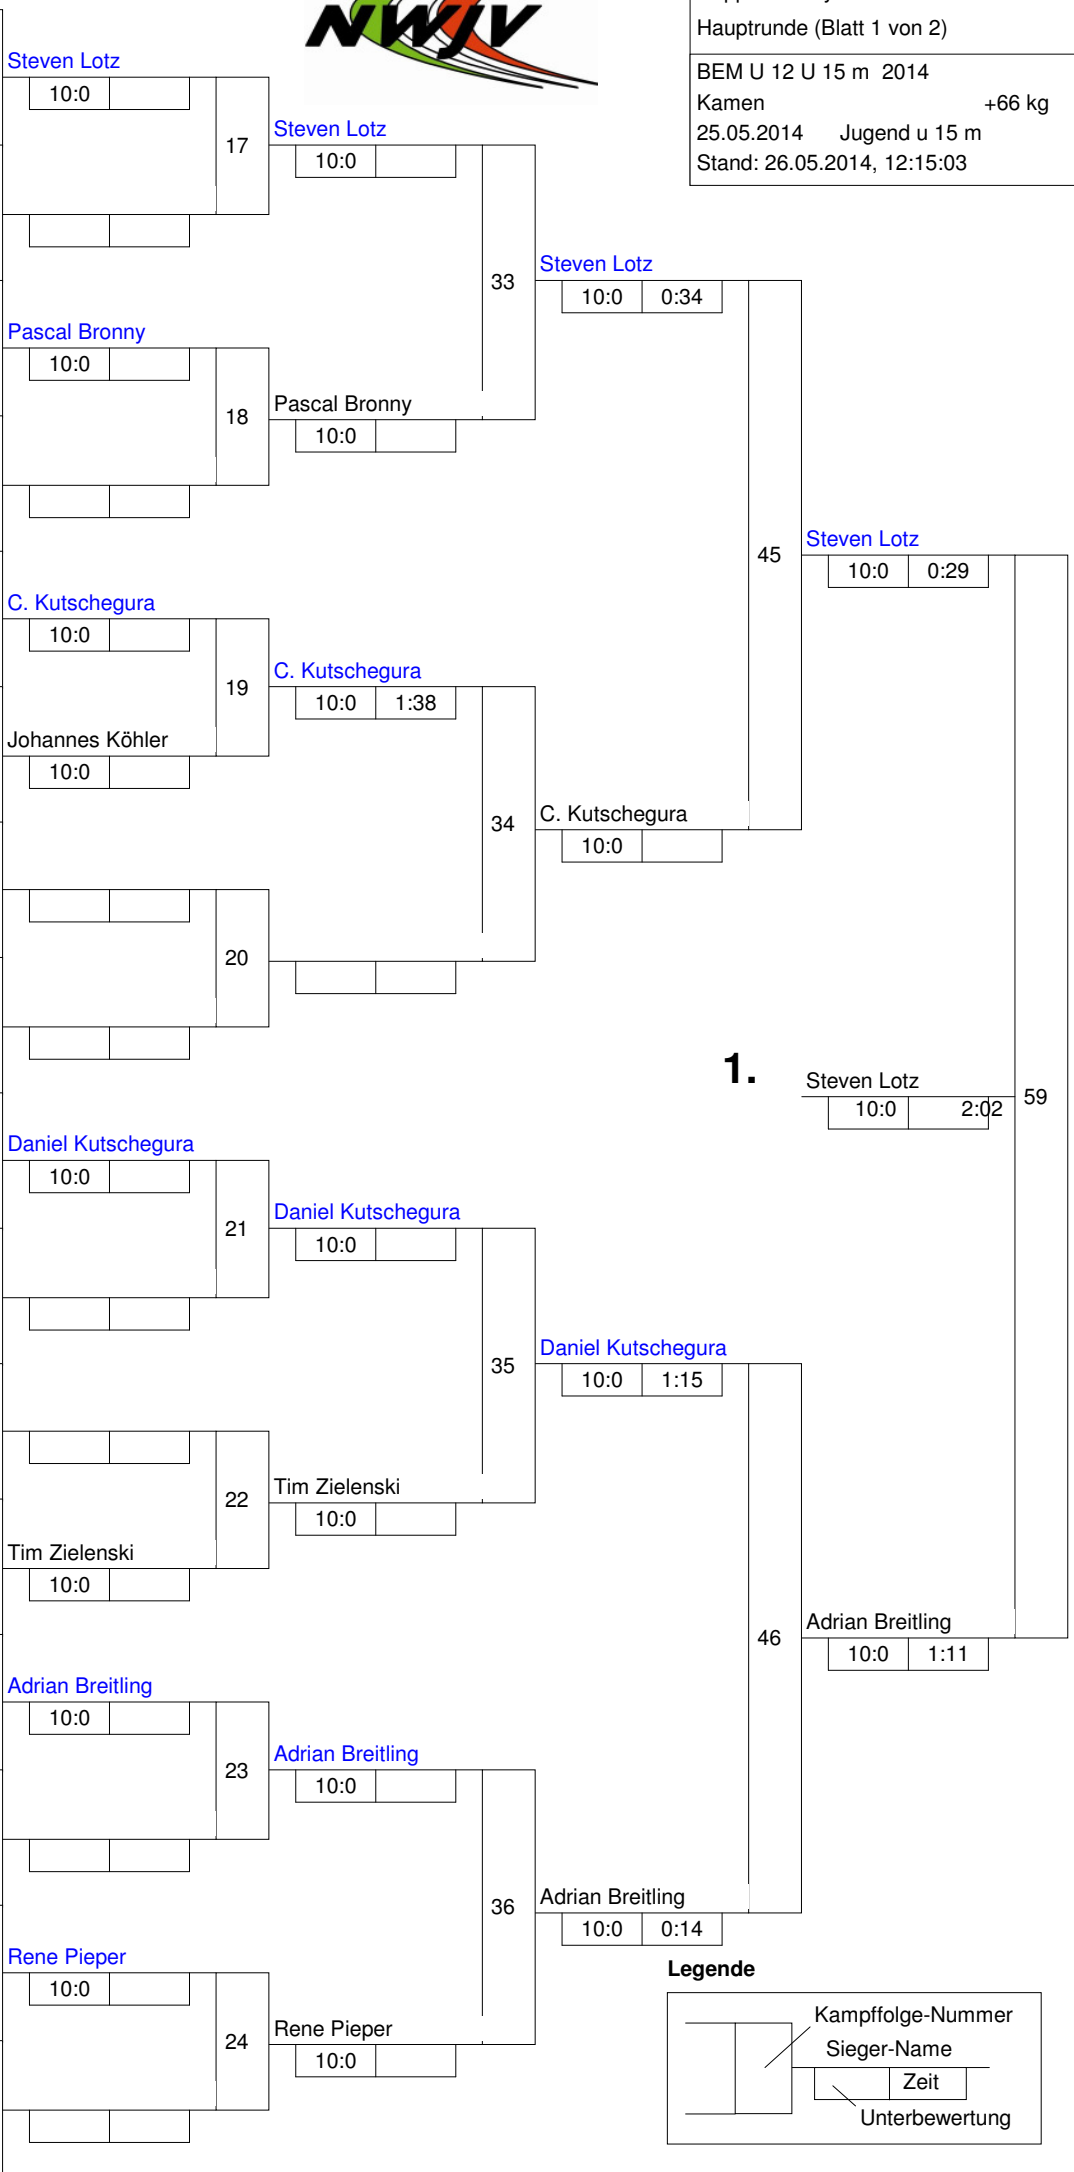 NWJV
Hauptrunde (Blatt 1 von 2)
BEM U 12 U 15 m 2014
Kamen +66 kg
25.05.2014 Jugend u 15 m
Stand: 26.05.2014, 12:15:03
Steven Lotz
10:0
17
Steven Lotz
10:0
33
Steven Lotz
10:0 0:34
Pascal Bronny
10:0
18
Pascal Bronny
10:0
45
Steven Lotz
10:0 0:29
C. Kutschegura
10:0
19
C. Kutschegura
10:0 1:38
Johannes Köhler
10:0
34
C. Kutschegura
10:0
20
1.
Steven Lotz
10:0 2:02
59
Daniel Kutschegura
10:0
21
Daniel Kutschegura
10:0
35
Daniel Kutschegura
10:0 1:15
22
Tim Zielenski
10:0
Tim Zielenski
10:0
46
Adrian Breitling
10:0 1:11
Adrian Breitling
10:0
23
Adrian Breitling
10:0
36
Adrian Breitling
10:0 0:14
Rene Pieper
10:0
24
Rene Pieper
10:0
Legende
Kampffolge-Nummer
Sieger-Name
Zeit
Unterbewertung